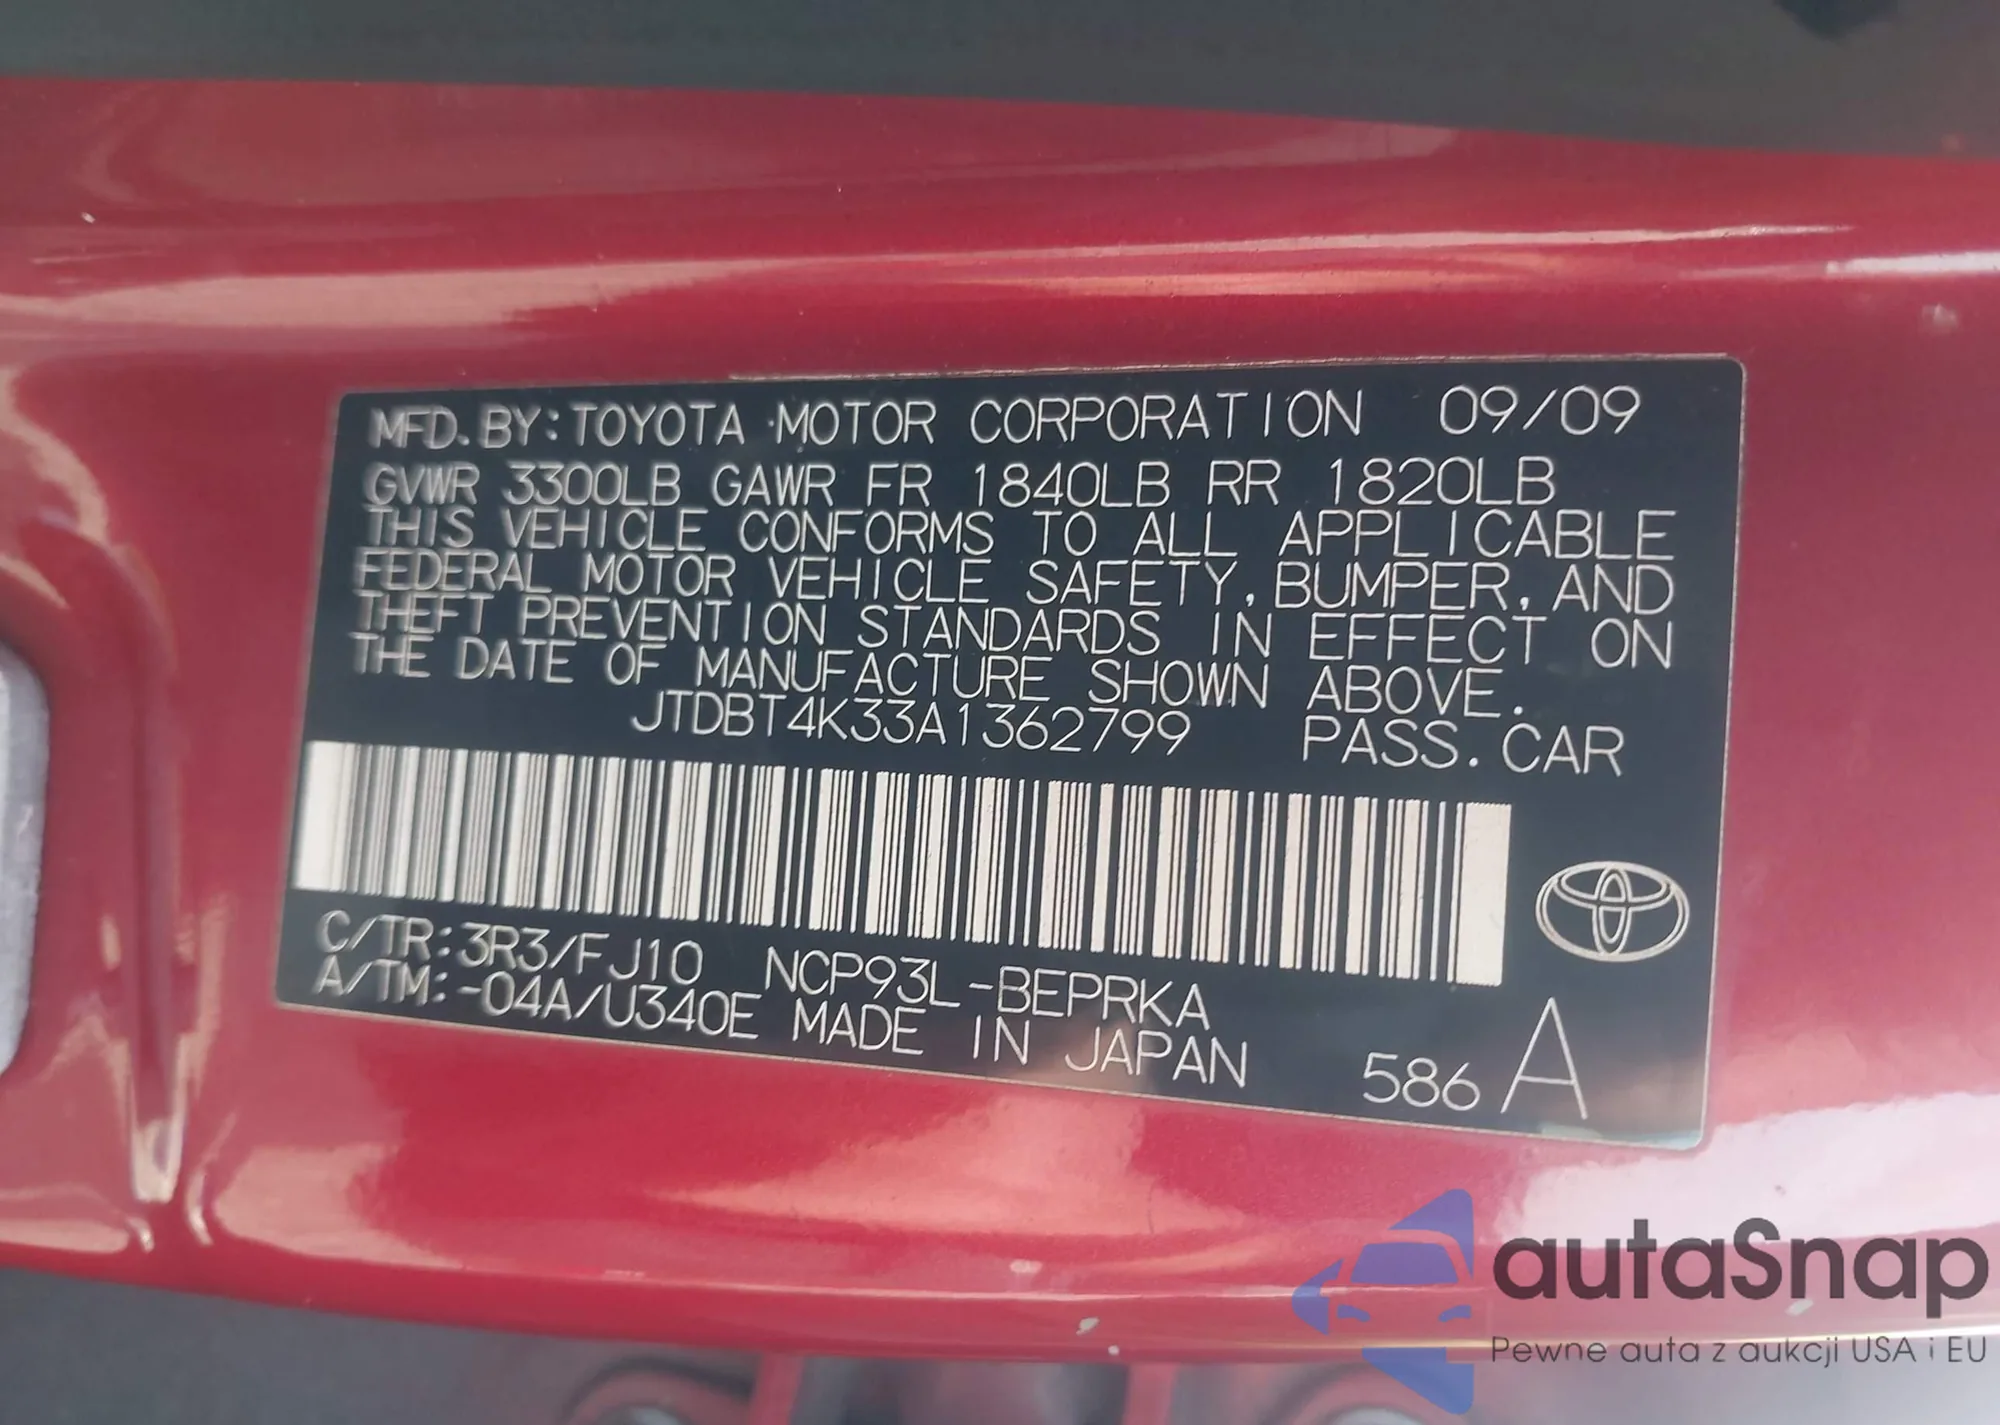 MFD. BY: TOYOTA MOTOR CORPORATION 09/09
GVWR 3300LB GAWR FR 1840LB RR 1820LB
THIS VEHICLE CONFORMS TO ALL APPLICABLE
FEDERAL MOTOR VEHICLE SAFETY, BUMPER, AND
THEFT PREVENTION STANDARDS IN EFFECT ON
THE DATE OF MANUFACTURE SHOWN ABOVE.
JTDBT4K33A1362799 PASS. CAR
C/TR: 3R3/FJ10 NCP93L-BEPRKA
A/TM: -04A/U340E MADE IN JAPAN 586 A
autaSnap
Pewne auta z aukcji USA i EU